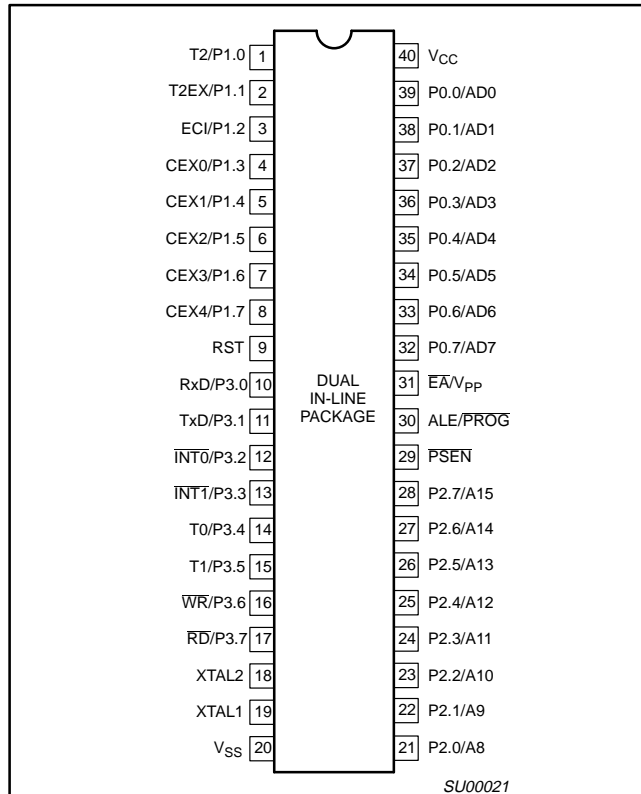 T2/P1.0 1 40 VCC
T2EX/P1.1 2 39 P0.0/AD0
ECI/P1.2 3 38 P0.1/AD1
CEX0/P1.3 4 37 P0.2/AD2
CEX1/P1.4 5 36 P0.3/AD3
CEX2/P1.5 6 35 P0.4/AD4
CEX3/P1.6 7 34 P0.5/AD5
CEX4/P1.7 8 33 P0.6/AD6
RST 9 32 P0.7/AD7
RxD/P3.0 10 31 E̅A̅/VPP
TxD/P3.1 11 30 ALE/P̅R̅O̅G̅
I̅N̅T̅0̅/P3.2 12 29 P̅S̅E̅N̅
I̅N̅T̅1̅/P3.3 13 28 P2.7/A15
T0/P3.4 14 27 P2.6/A14
T1/P3.5 15 26 P2.5/A13
W̅R̅/P3.6 16 25 P2.4/A12
R̅D̅/P3.7 17 24 P2.3/A11
XTAL2 18 23 P2.2/A10
XTAL1 19 22 P2.1/A9
VSS 20 21 P2.0/A8
DUAL
IN-LINE
PACKAGE
SU00021